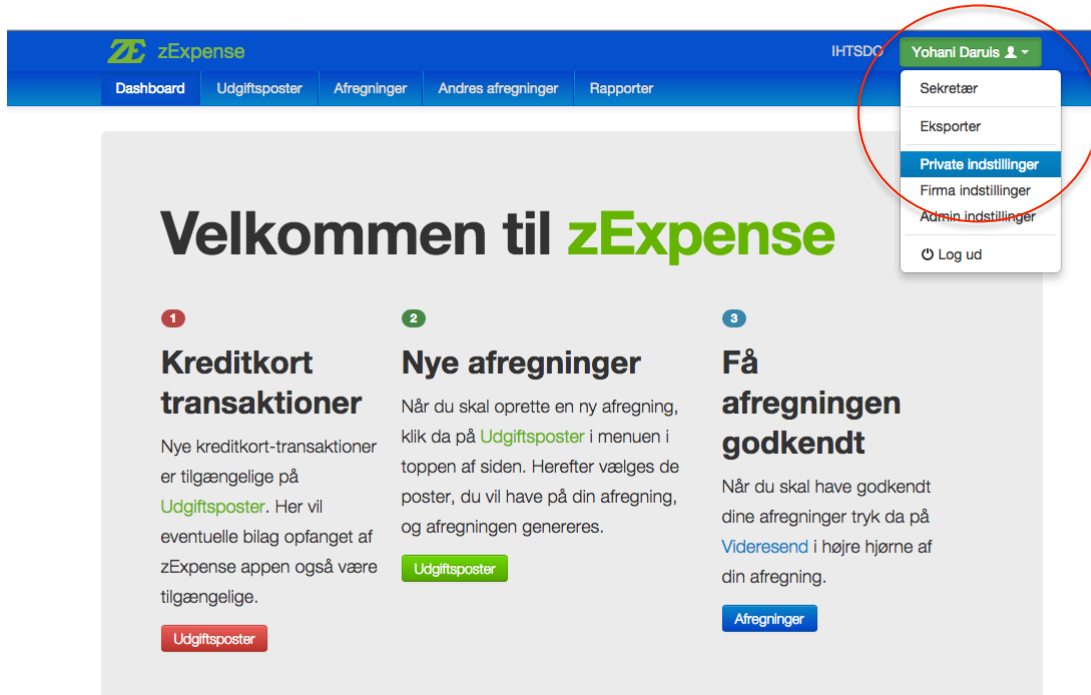 ZE zExpense
IHTSDO
Yohani Daruis
Dashboard
Udgiftsposter
Afregninger
Andres afregninger
Rapporter
Sekretær
Eksporter
Private indstillinger
Firma indstillinger
Admin indstillinger
Log ud
Velkommen til zExpense
1
Kreditkort
transaktioner
Nye kreditkort-transaktioner
er tilgængelige på
Udgiftsposter. Her vil
eventuelle bilag opfanget af
zExpense appen også være
tilgængelige.
Udgiftsposter
2
Nye afregninger
Når du skal oprette en ny afregning,
klik da på Udgiftsposter i menuen i
toppen af siden. Herefter vælges de
poster, du vil have på din afregning,
og afregningen genereres.
Udgiftsposter
3
Få
afregningen
godkendt
Når du skal have godkendt
dine afregninger tryk da på
Videresend i højre hjørne af
din afregning.
Afregninger